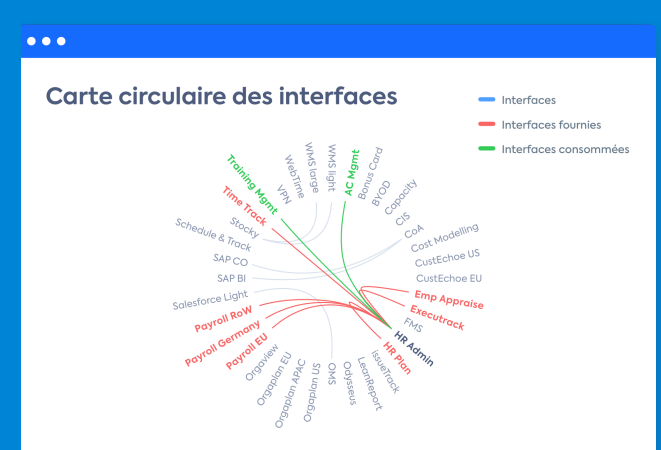 Carte circulaire des interfaces
Interfaces
Interfaces fournies
Interfaces consommées
AC Mgmt
Bonus Card
BYOD
Capacity
CIS
CoA
Cost Modelling
CustEchoe US
CustEchoe EU
Emp Appraise
Executrack
FMS
HR Admin
HR Plan
issueTrack
LeanReport
Odysseus
OMS
Orgaplan US
Orgaplan APAC
Orgaplan EU
Orgaview
Payroll EU
Payroll Germany
Payroll RoW
Salesforce Light
SAP BI
SAP CO
Schedule & Track
Stocky
Time Track
Training Mgmt
VPN
WebTime
WMS large
WMS light